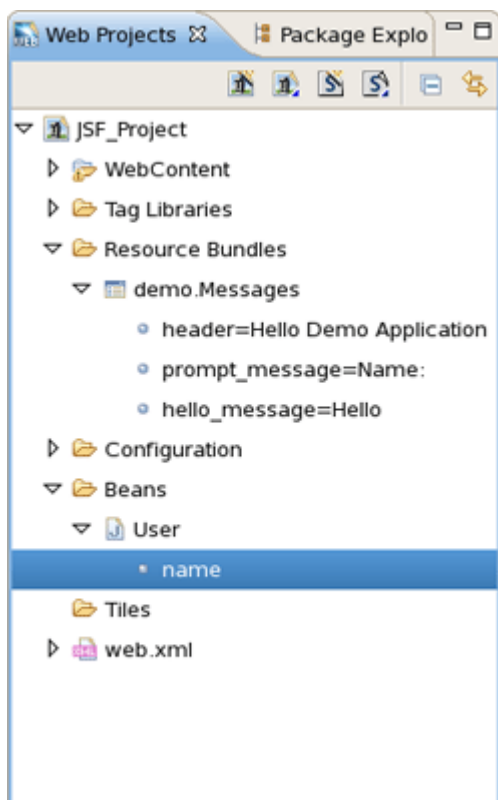 Web Projects Package Explo
JSF_Project
WebContent
Tag Libraries
Resource Bundles
demo.Messages
header=Hello Demo Application
prompt_message=Name:
hello_message=Hello
Configuration
Beans
User
name
Tiles
web.xml